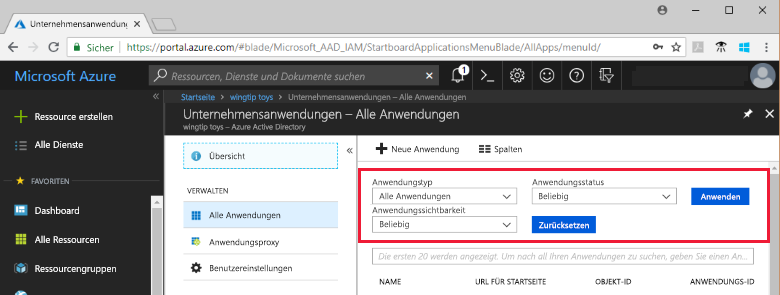 Unternehmensanwendung
Sicher
https://portal.azure.com/#blade/Microsoft_AAD_IAM/StartboardApplicationsMenuBlade/AllApps/menuId/
Microsoft Azure
Ressourcen, Dienste und Dokumente suchen
1
Startseite > wingtip toys > Unternehmensanwendungen – Alle Anwendungen
Unternehmensanwendungen – Alle Anwendungen
wingtip toys – Azure Active Directory
Ressource erstellen
Alle Dienste
FAVORITEN
Dashboard
Alle Ressourcen
Ressourcengruppen
Übersicht
VERWALTEN
Alle Anwendungen
Anwendungsproxy
Benutzereinstellungen
Neue Anwendung
Spalten
Anwendungstyp
Anwendungsstatus
Alle Anwendungen
Beliebig
Anwenden
Anwendungssichtbarkeit
Beliebig
Zurücksetzen
Die ersten 20 werden angezeigt. Um nach all Ihren Anwendungen zu suchen, geben Sie einen An...
NAME
URL FÜR STARTSEITE
OBJEKT-ID
ANWENDUNGS-ID